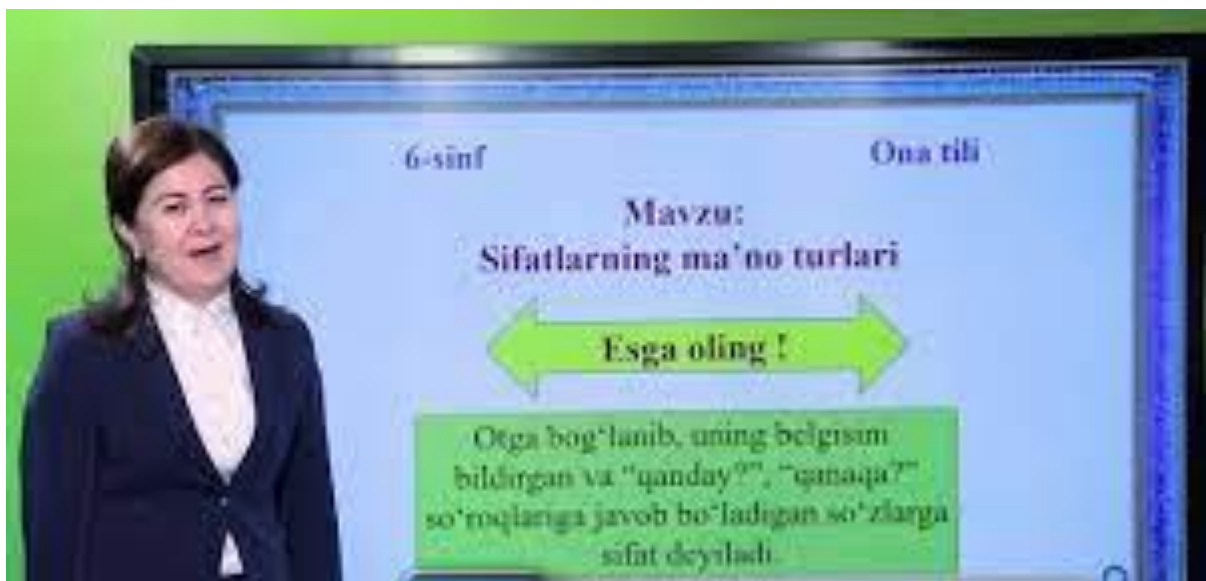 6-sinf
Ona tili
Mavzu:
Sifatlarning ma'no turlari
Esga oling !
Otga bog‘lanib, uning belgisini
bildirgan va “qanday?”, “qanaqa?”
so‘roqlariga javob bo‘ladigan so‘zlarga
sifat deyiladi.